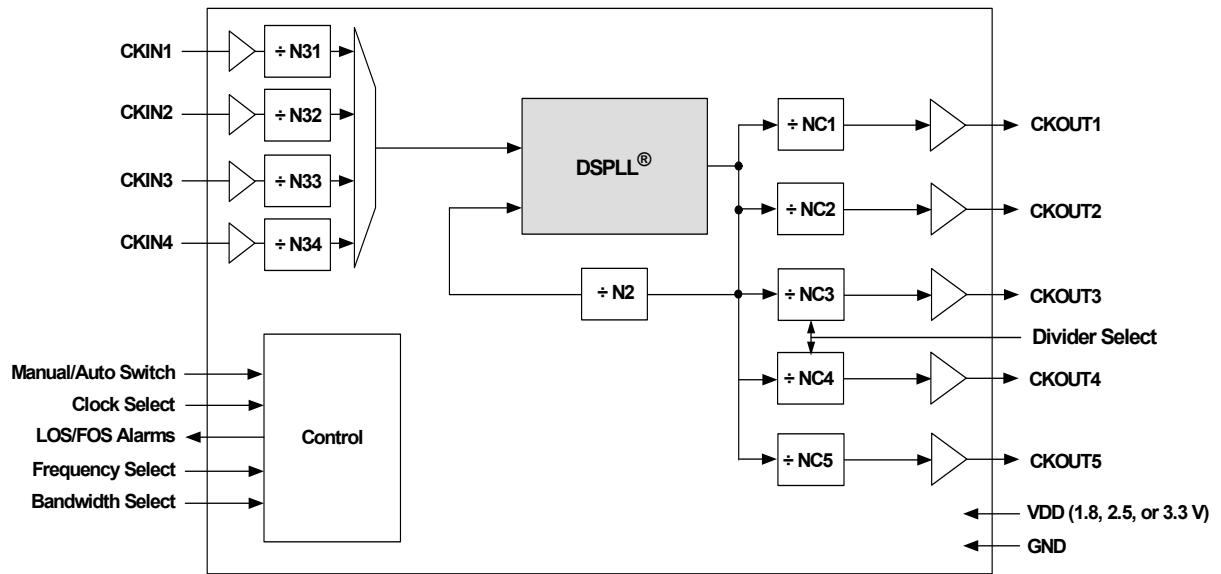 CKIN1
÷ N31
CKIN2
÷ N32
CKIN3
÷ N33
CKIN4
÷ N34
DSPLL®
÷ N2
÷ NC1
CKOUT1
÷ NC2
CKOUT2
÷ NC3
CKOUT3
Divider Select
÷ NC4
CKOUT4
÷ NC5
CKOUT5
Manual/Auto Switch
Clock Select
LOS/FOS Alarms
Frequency Select
Bandwidth Select
Control
VDD (1.8, 2.5, or 3.3 V)
GND